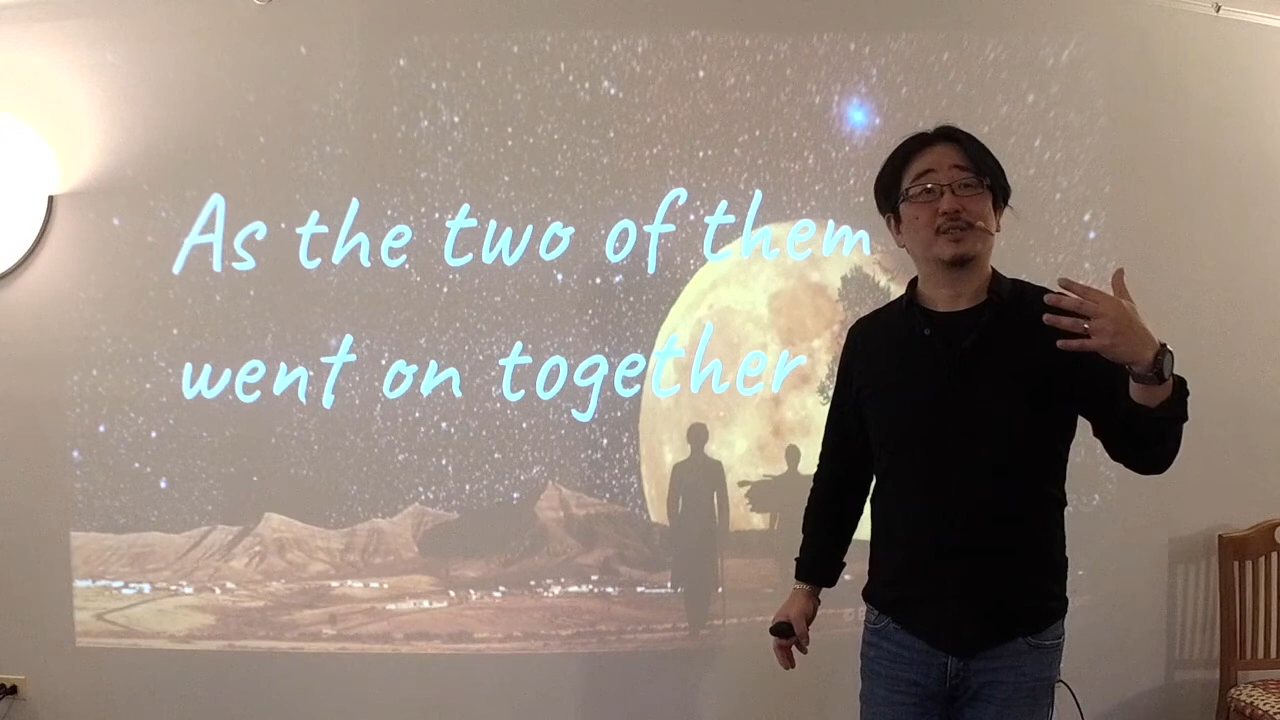 As the two of them
went on together